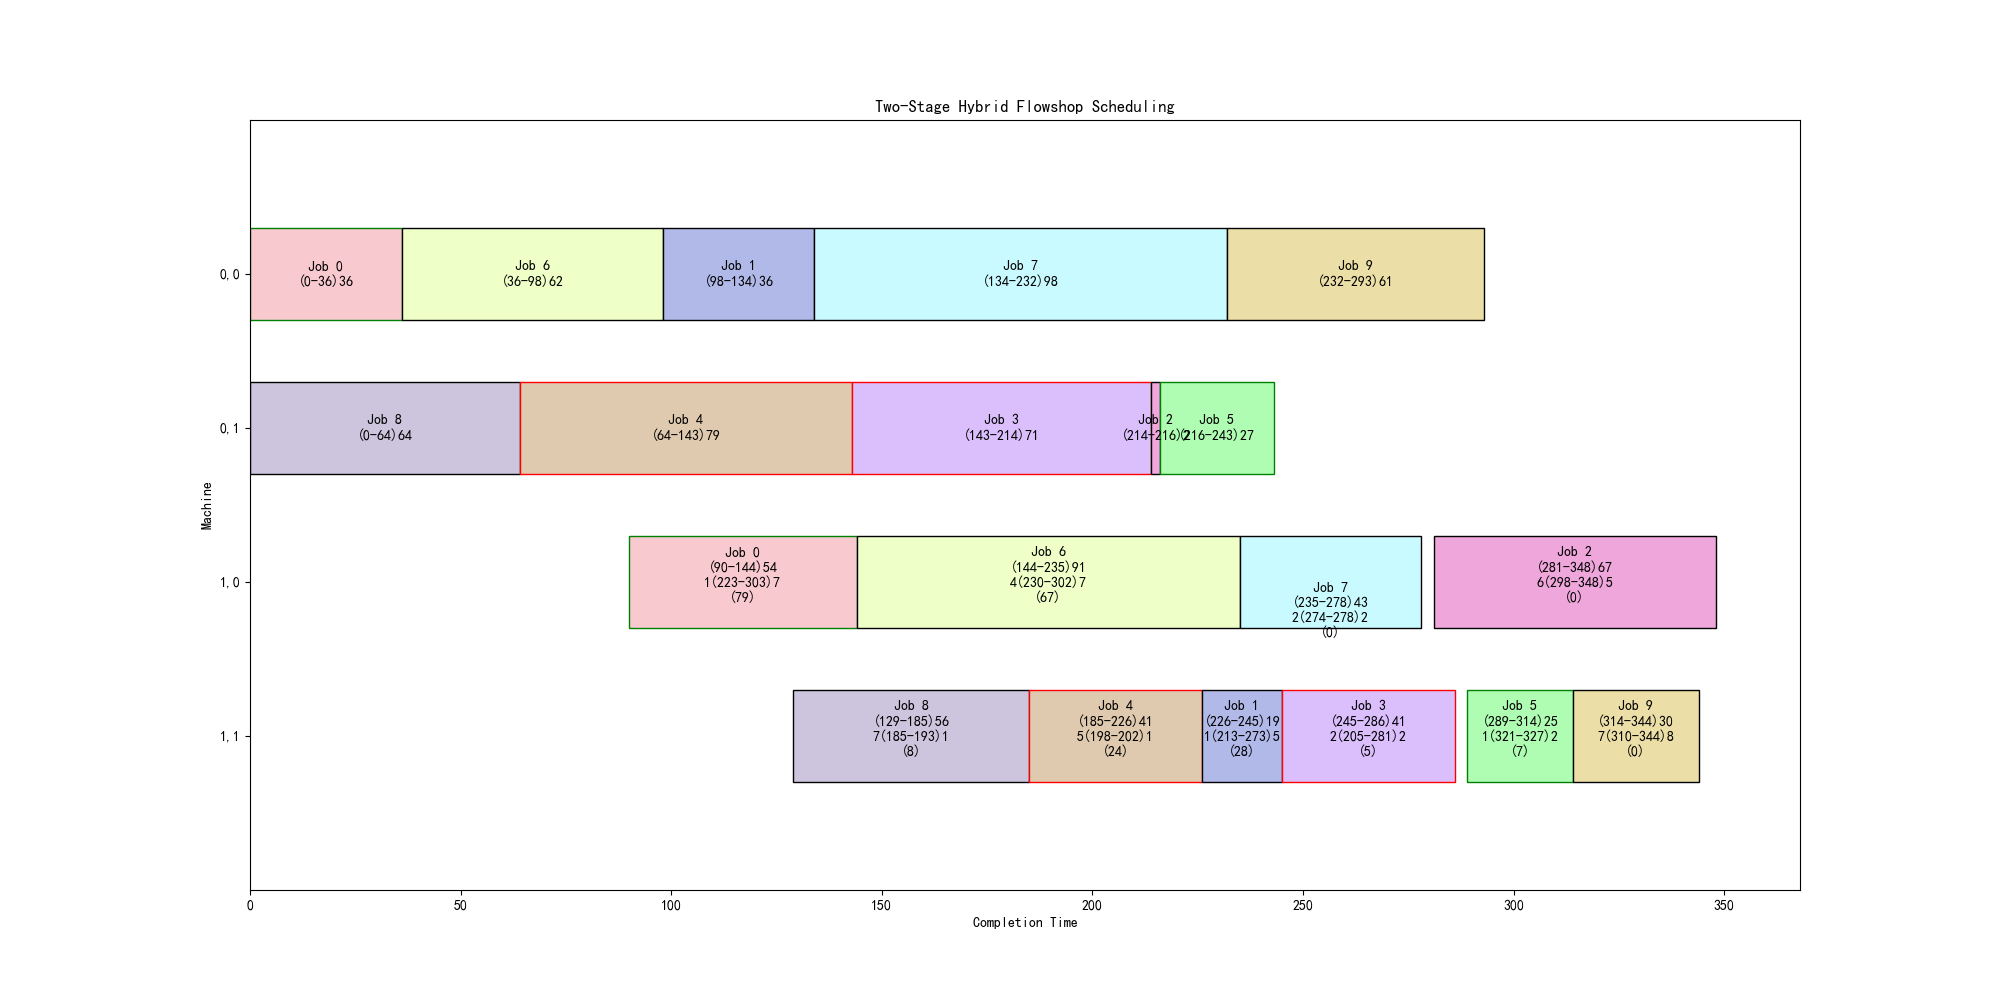 Two-Stage Hybrid Flowshop Scheduling
Machine
0,0
Job 0
(0-36)36
Job 6
(36-98)62
Job 1
(98-134)36
Job 7
(134-232)98
Job 9
(232-293)61
0,1
Job 8
(0-64)64
Job 4
(64-143)79
Job 3
(143-214)71
Job 2
(214-216)2
Job 5
(216-243)27
1,0
Job 0
(90-144)54
1(223-303)7
(79)
Job 6
(144-235)91
4(230-302)7
(67)
Job 7
(235-278)43
2(274-278)2
(0)
Job 2
(281-348)67
6(298-348)5
(0)
1,1
Job 8
(129-185)56
7(185-193)1
(8)
Job 4
(185-226)41
5(198-202)1
(24)
Job 1
(226-245)19
1(213-273)5
(28)
Job 3
(245-286)41
2(205-281)2
(5)
Job 5
(289-314)25
1(321-327)2
(7)
Job 9
(314-344)30
7(310-344)8
(0)
0 50 100 150 200 250 300 350
Completion Time